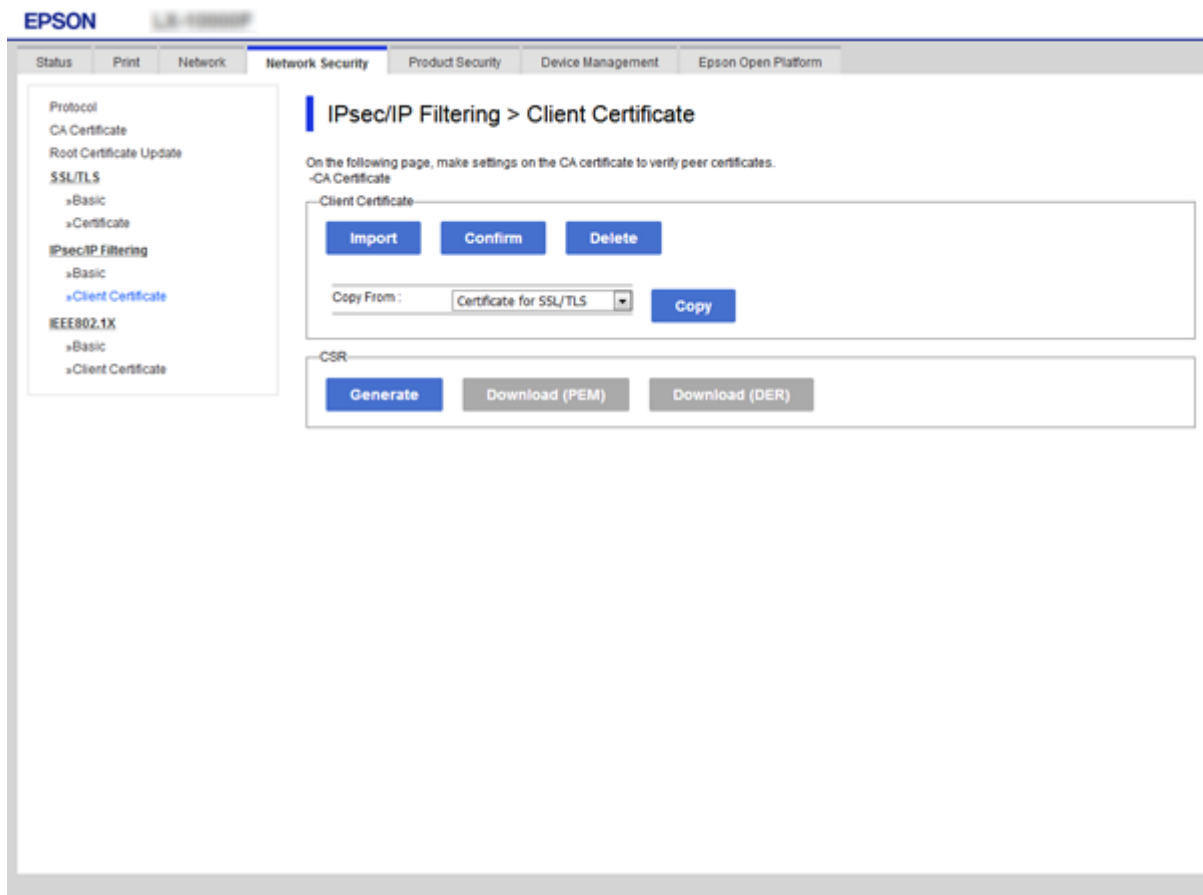 EPSON
Status Print Network Network Security Product Security Device Management Epson Open Platform
Protocol
CA Certificate
Root Certificate Update
SSL/TLS
»Basic
»Certificate
IPsec/IP Filtering
»Basic
»Client Certificate
IEEE802.1X
»Basic
»Client Certificate
IPsec/IP Filtering > Client Certificate
On the following page, make settings on the CA certificate to verify peer certificates.
-CA Certificate
Client Certificate
Import Confirm Delete
Copy From : Certificate for SSL/TLS Copy
CSR
Generate Download (PEM) Download (DER)